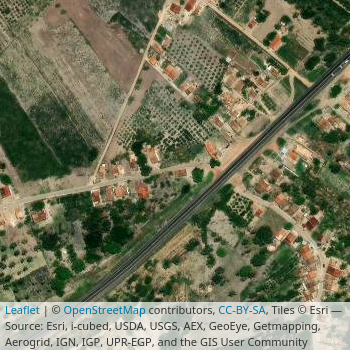 Leaflet | © OpenStreetMap contributors, CC-BY-SA, Tiles © Esri —
Source: Esri, i-cubed, USDA, USGS, AEX, GeoEye, Getmapping,
Aerogrid, IGN, IGP, UPR-EGP, and the GIS User Community